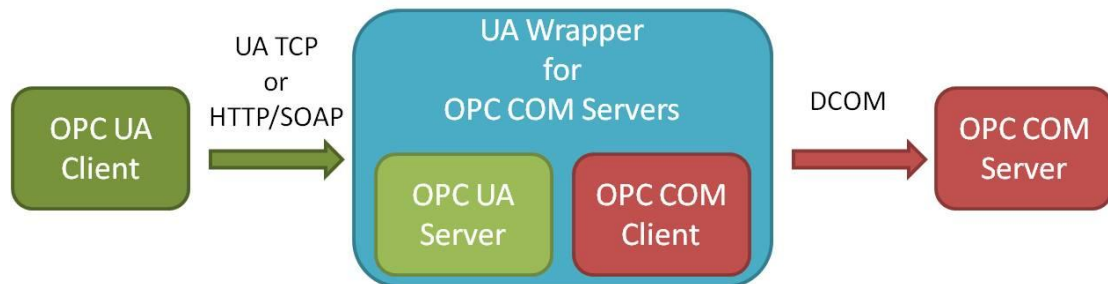 OPC UA
Client
UA TCP
or
HTTP/SOAP
UA Wrapper
for
OPC COM Servers
OPC UA
Server
OPC COM
Client
DCOM
OPC COM
Server